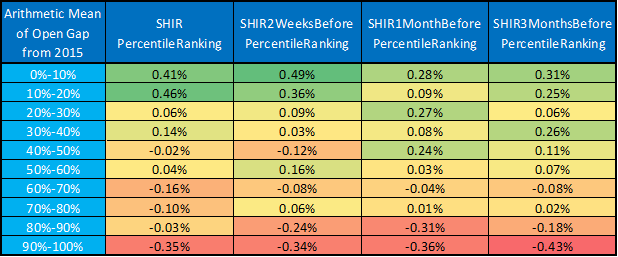 Arithmetic Mean of Open Gap from 2015 SHIR PercentileRanking SHIR2WeeksBefore PercentileRanking SHIR1MonthBefore PercentileRanking SHIR3MonthsBefore PercentileRanking
0%-10% 0.41% 0.49% 0.28% 0.31%
10%-20% 0.46% 0.36% 0.09% 0.25%
20%-30% 0.06% 0.09% 0.27% 0.06%
30%-40% 0.14% 0.03% 0.08% 0.26%
40%-50% -0.02% -0.12% 0.24% 0.11%
50%-60% 0.04% 0.16% 0.03% 0.07%
60%-70% -0.16% -0.08% -0.04% -0.08%
70%-80% -0.10% 0.06% 0.01% 0.02%
80%-90% -0.03% -0.24% -0.31% -0.18%
90%-100% -0.35% -0.34% -0.36% -0.43%